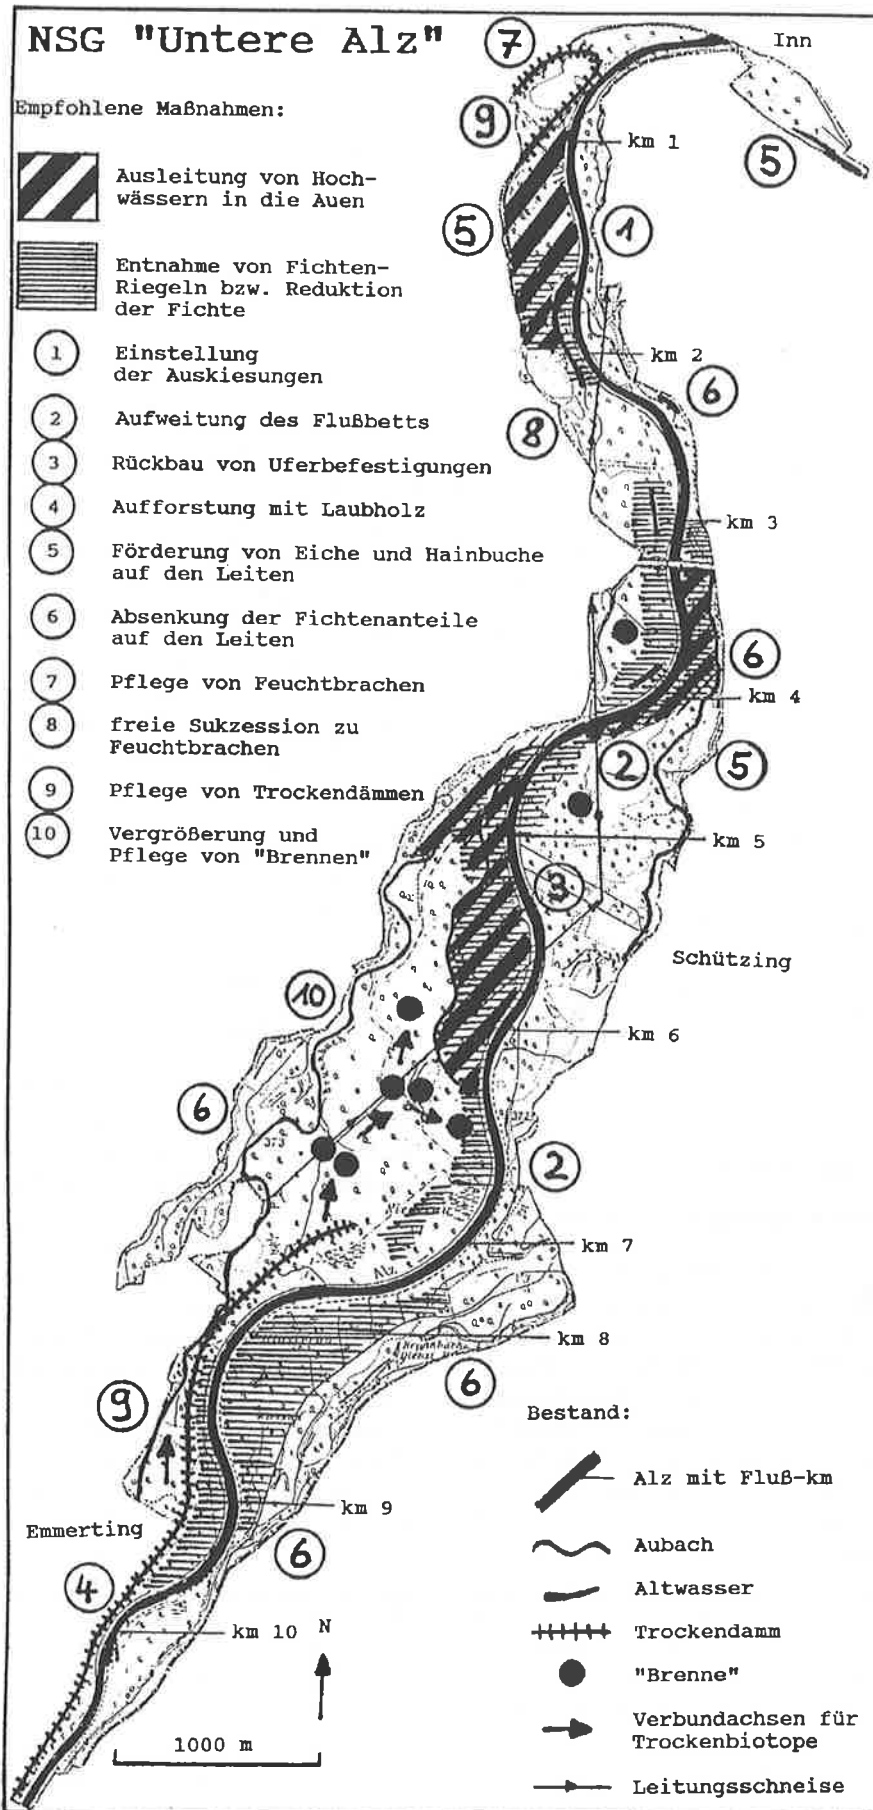 NSG "Untere Alz"
Empfohlene Maßnahmen:
Ausleitung von Hoch-
wässern in die Auen
Entnahme von Fichten-
Riegeln bzw. Reduktion
der Fichte
1 Einstellung
der Auskiesungen
2 Aufweitung des Flußbetts
3 Rückbau von Uferbefestigungen
4 Aufforstung mit Laubholz
5 Förderung von Eiche und Hainbuche
auf den Leiten
6 Absenkung der Fichtenanteile
auf den Leiten
7 Pflege von Feuchtbrachen
8 freie Sukzession zu
Feuchtbrachen
9 Pflege von Trockendämmen
10 Vergrößerung und
Pflege von "Brennen"
7
Inn
9
km 1
5
5
1
km 2
6
8
km 3
6
km 4
2
5
km 5
3
Schützing
10
km 6
6
373
372
2
km 7
Alz
km 8
6
9
km 9
Emmerting
6
4
km 10
N
1000 m
Bestand:
Alz mit Fluß-km
Aubach
Altwasser
Trockendamm
"Brenne"
Verbundachsen für
Trockenbiotope
Leitungsschneise